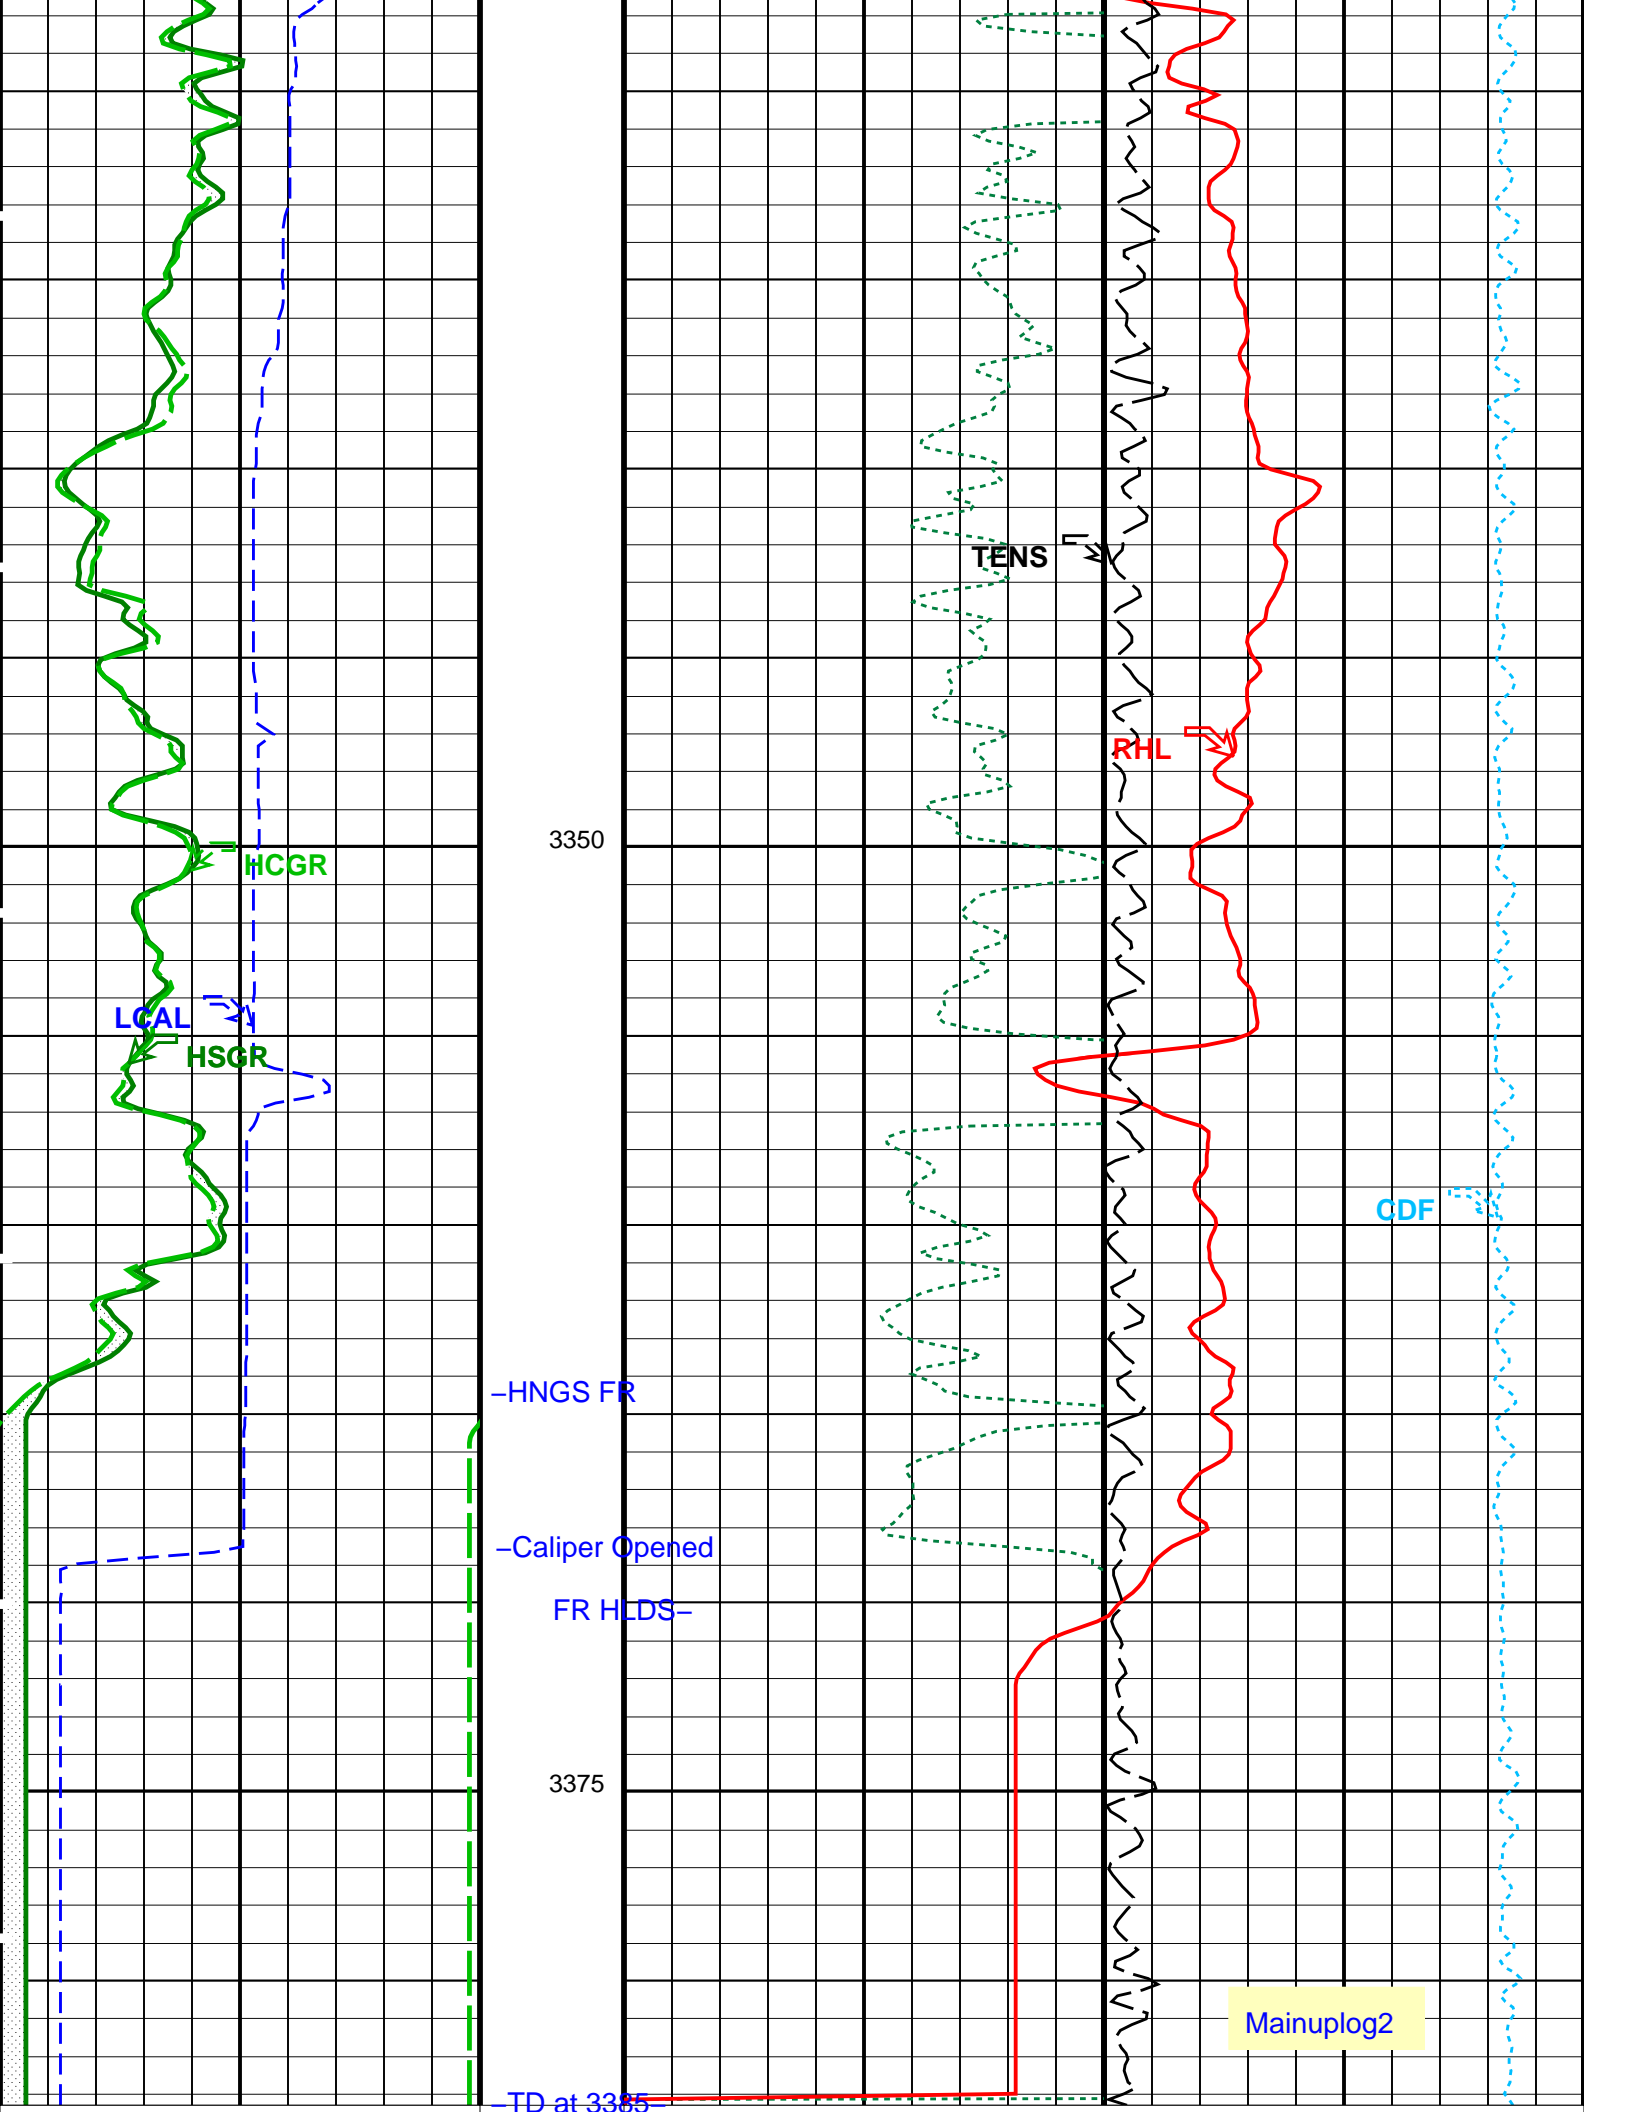 TENS
RHL
3350
HCGR
LCAL
HSGR
CDF
–HNGS FR
–Caliper Opened
FR HLDS–
3375
Mainuplog2
–TD at 3385–